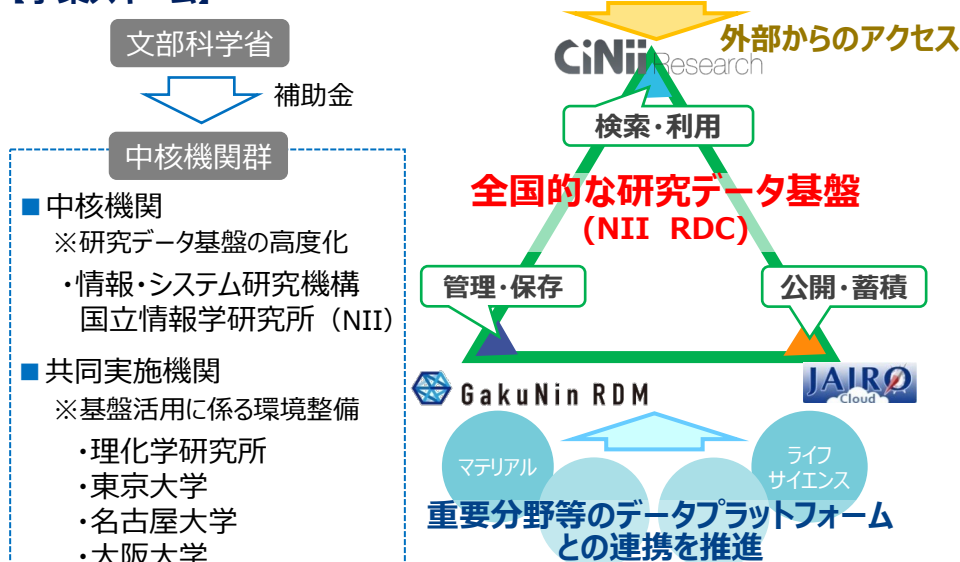 文部科学省
補助金
中核機関群
■中核機関
※研究データ基盤の高度化
・情報・システム研究機構
国立情報学研究所（NII）
■共同実施機関
※基盤活用に係る環境整備
・理化学研究所
・東京大学
・名古屋大学
・大阪大学
外部からのアクセス
CiNii Research
検索・利用
全国的な研究データ基盤
(NII RDC)
管理・保存
公開・蓄積
GakuNin RDM
JAIRO
Cloud
マテリアル
ライフ
サイエンス
重要分野等のデータプラットフォーム
との連携を推進